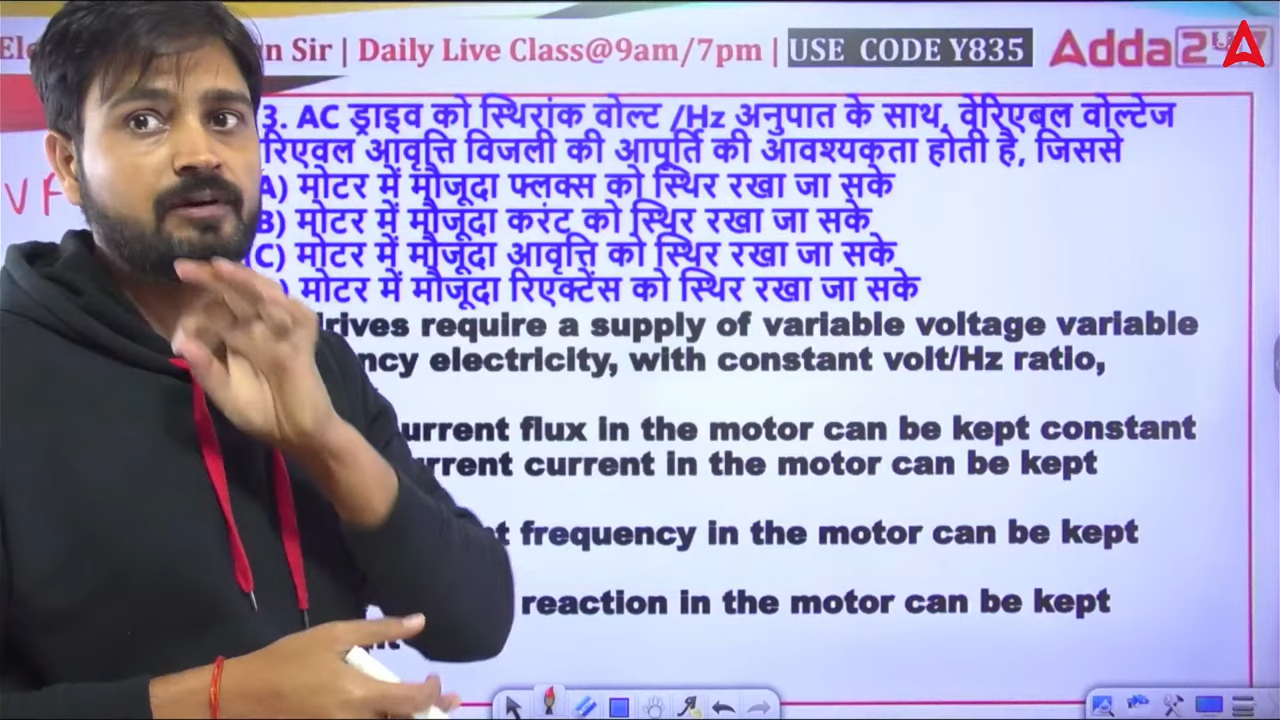 Ele
n Sir | Daily Live Class@9am/7pm | USE CODE Y835
Adda247
3. AC ड्राइव को स्थिरांक वोल्ट /Hz अनुपात के साथ, वेरिएबल वोल्टेज
रिएवल आवृत्ति विजली की आपूर्ति की आवश्यकता होती है, जिससे
A) मोटर में मौजूदा फ्लक्स को स्थिर रखा जा सके
B) मोटर में मौजूदा करंट को स्थिर रखा जा सके
(C) मोटर में मौजूदा आवृत्ति को स्थिर रखा जा सके
) मोटर में मौजूदा रिएक्टेंस को स्थिर रखा जा सके
drives require a supply of variable voltage variable
ncy electricity, with constant volt/Hz ratio,
urrent flux in the motor can be kept constant
rrent current in the motor can be kept
t frequency in the motor can be kept
reaction in the motor can be kept
V F